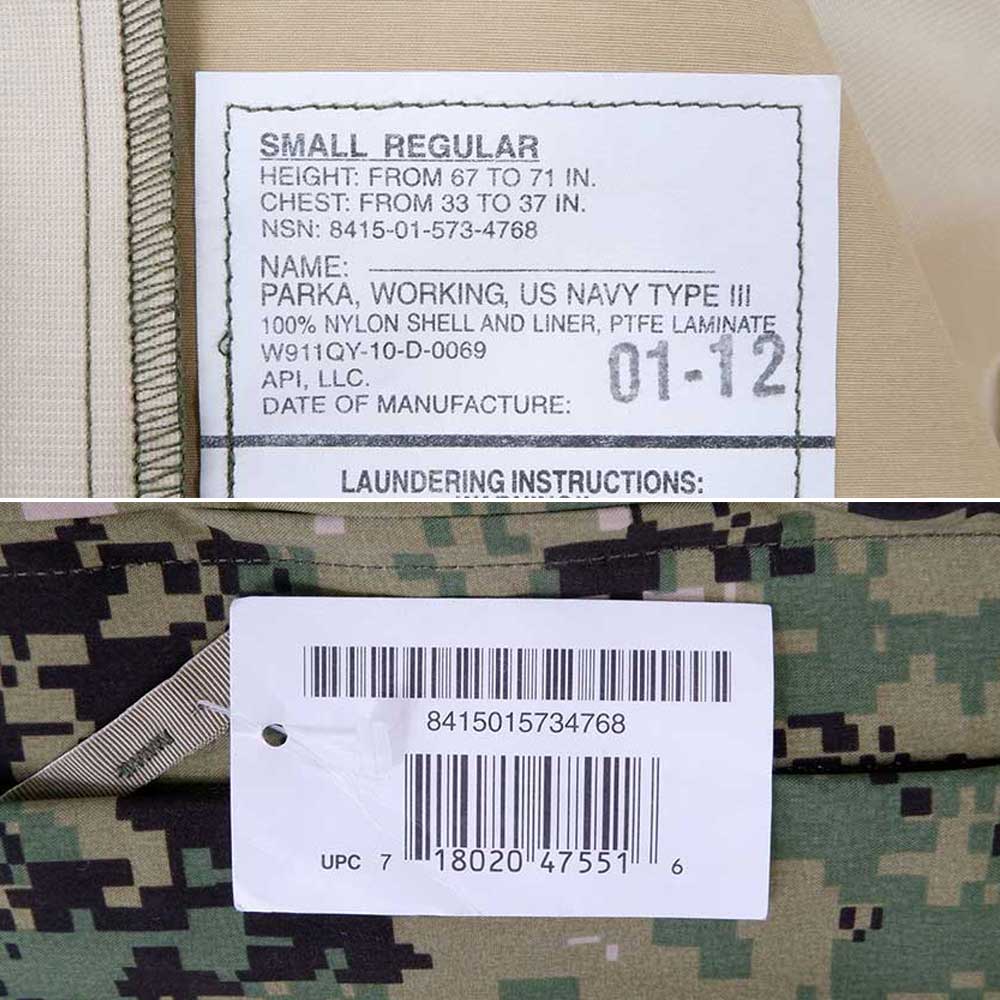 SMALL REGULAR
HEIGHT: FROM 67 TO 71 IN.
CHEST: FROM 33 TO 37 IN.
NSN: 8415-01-573-4768
NAME:
PARKA, WORKING, US NAVY TYPE III
100% NYLON SHELL AND LINER, PTFE LAMINATE
W911QY-10-D-0069
API, LLC.
DATE OF MANUFACTURE: 01-12
LAUNDERING INSTRUCTIONS:
8415015734768
UPC 7 18020 47551 6